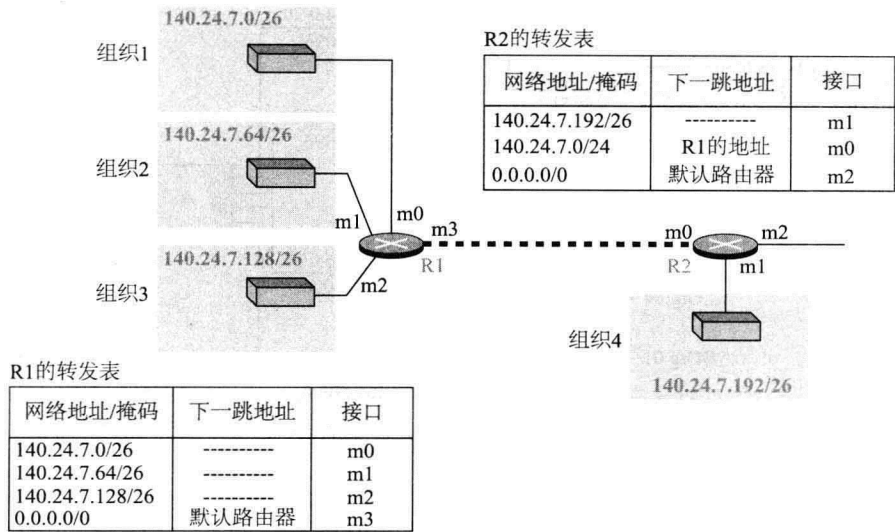 140.24.7.0/26
组织1
140.24.7.64/26
组织2
140.24.7.128/26
组织3
m0
m1
m2
m3
R1
m0
m2
m1
R2
组织4
140.24.7.192/26
R2的转发表
网络地址/掩码 下一跳地址 接口
140.24.7.192/26 ---------- m1
140.24.7.0/24 R1的地址 m0
0.0.0.0/0 默认路由器 m2
R1的转发表
网络地址/掩码 下一跳地址 接口
140.24.7.0/26 ---------- m0
140.24.7.64/26 ---------- m1
140.24.7.128/26 ---------- m2
0.0.0.0/0 默认路由器 m3